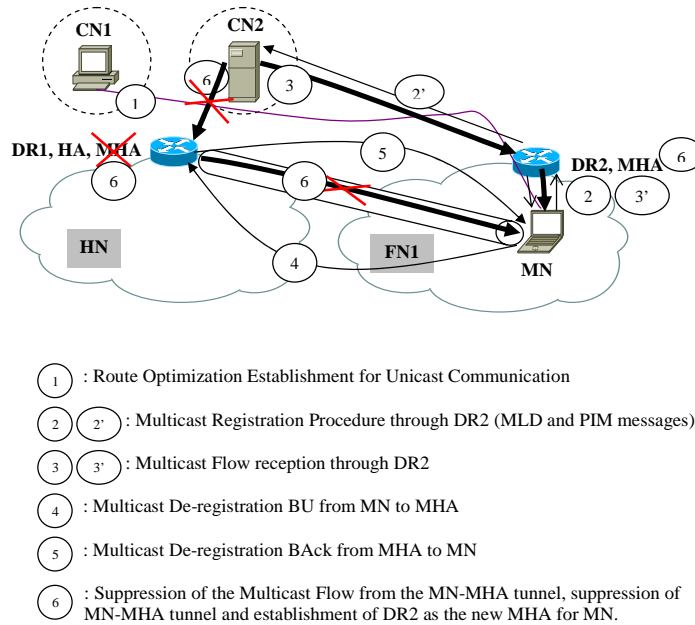 CN1
CN2
6
3
2'
1
DR1, HA, MHA
5
6
DR2, MHA
6
6
2
3'
HN
FN1
4
MN
1 : Route Optimization Establishment for Unicast Communication
2 2' : Multicast Registration Procedure through DR2 (MLD and PIM messages)
3 3' : Multicast Flow reception through DR2
4 : Multicast De-registration BU from MN to MHA
5 : Multicast De-registration BAck from MHA to MN
6 : Suppression of the Multicast Flow from the MN-MHA tunnel, suppression of
MN-MHA tunnel and establishment of DR2 as the new MHA for MN.